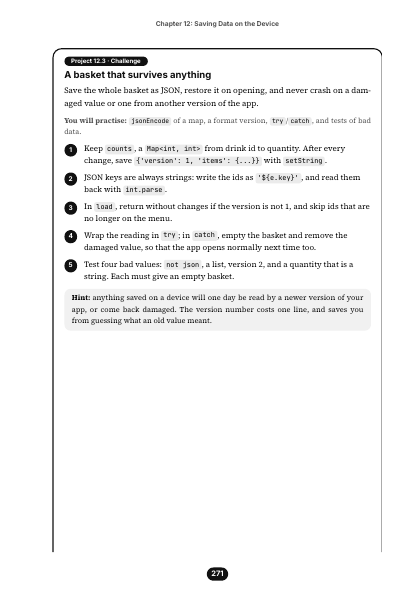 Chapter 12: Saving Data on the Device
Project 12.3 · Challenge
A basket that survives anything
Save the whole basket as JSON, restore it on opening, and never crash on a dam-
aged value or one from another version of the app.
You will practise: jsonEncode of a map, a format version, try/catch, and tests of bad
data.
1 Keep counts, a Map<int, int> from drink id to quantity. After every
change, save {'version': 1, 'items': {...}} with setString.
2 JSON keys are always strings: write the ids as '${e.key}', and read them
back with int.parse.
3 In load, return without changes if the version is not 1, and skip ids that are
no longer on the menu.
4 Wrap the reading in try; in catch, empty the basket and remove the
damaged value, so that the app opens normally next time too.
5 Test four bad values: not json, a list, version 2, and a quantity that is a
string. Each must give an empty basket.
Hint: anything saved on a device will one day be read by a newer version of your
app, or come back damaged. The version number costs one line, and saves you
from guessing what an old value meant.
271